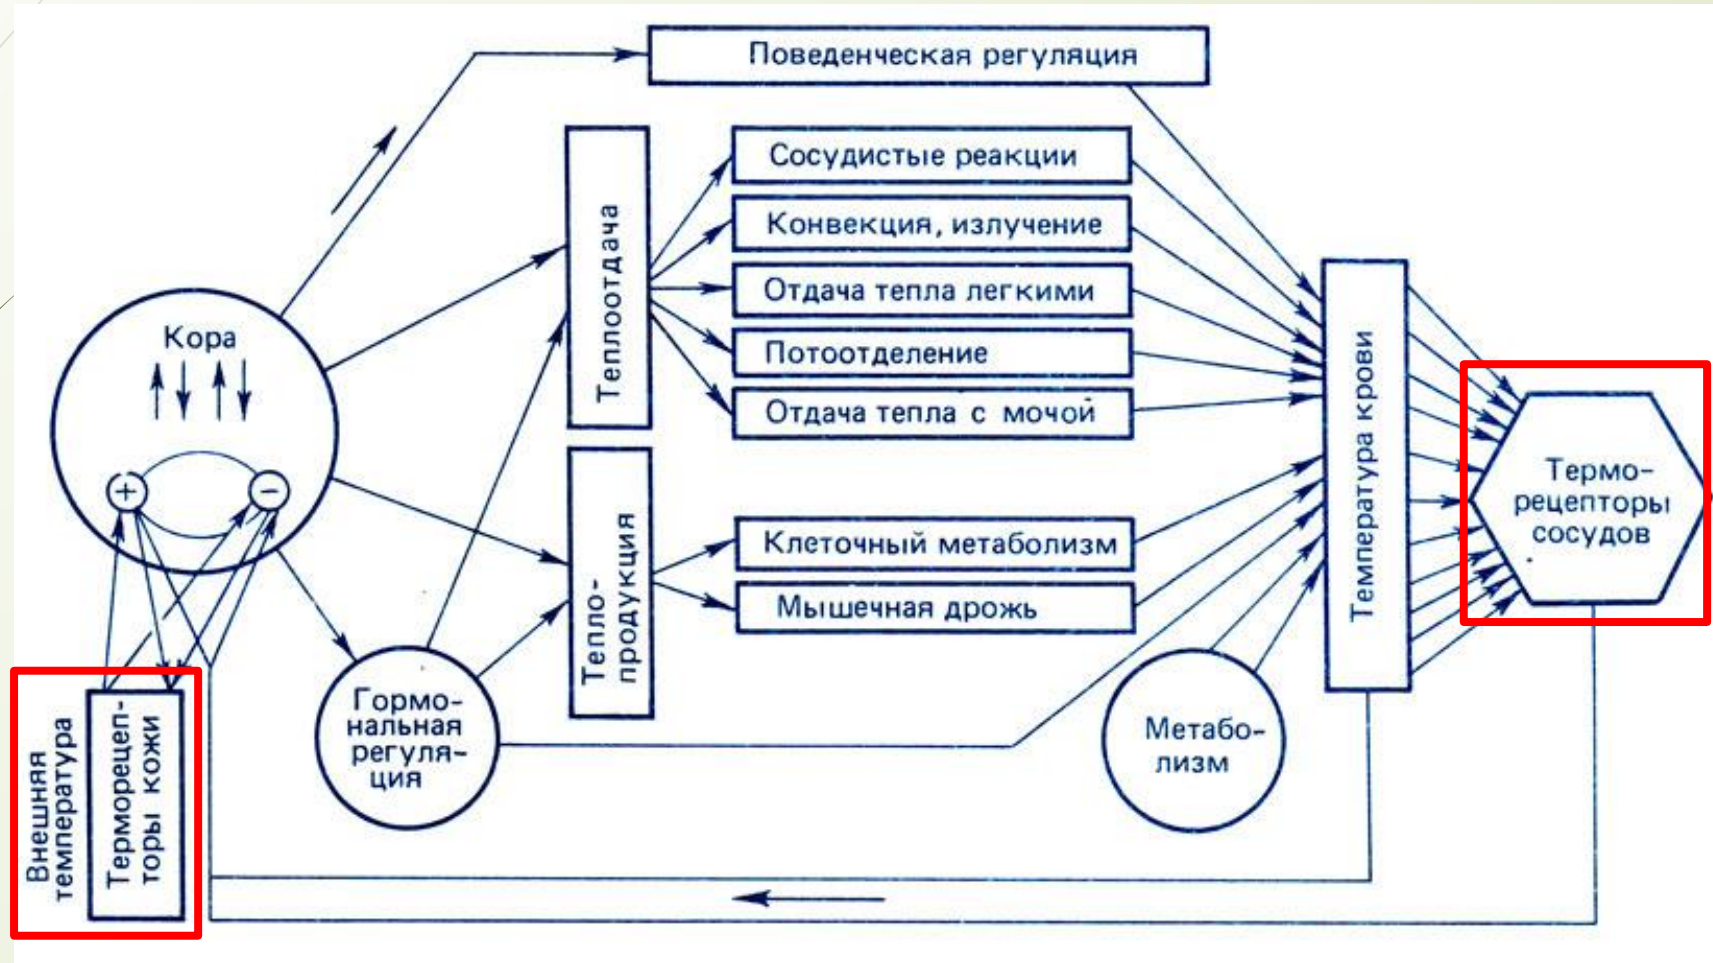 Поведенческая регуляция
Сосудистые реакции
Конвекция, излучение
Отдача тепла легкими
Потоотделение
Отдача тепла с мочой
Теплоотдача
Кора
+
−
Тепло-
продукция
Клеточный метаболизм
Мышечная дрожь
Температура крови
Термо-
рецепторы
сосудов
Внешняя
температура
Терморецеп-
торы кожи
Гормо-
нальная
регуля-
ция
Метабо-
лизм